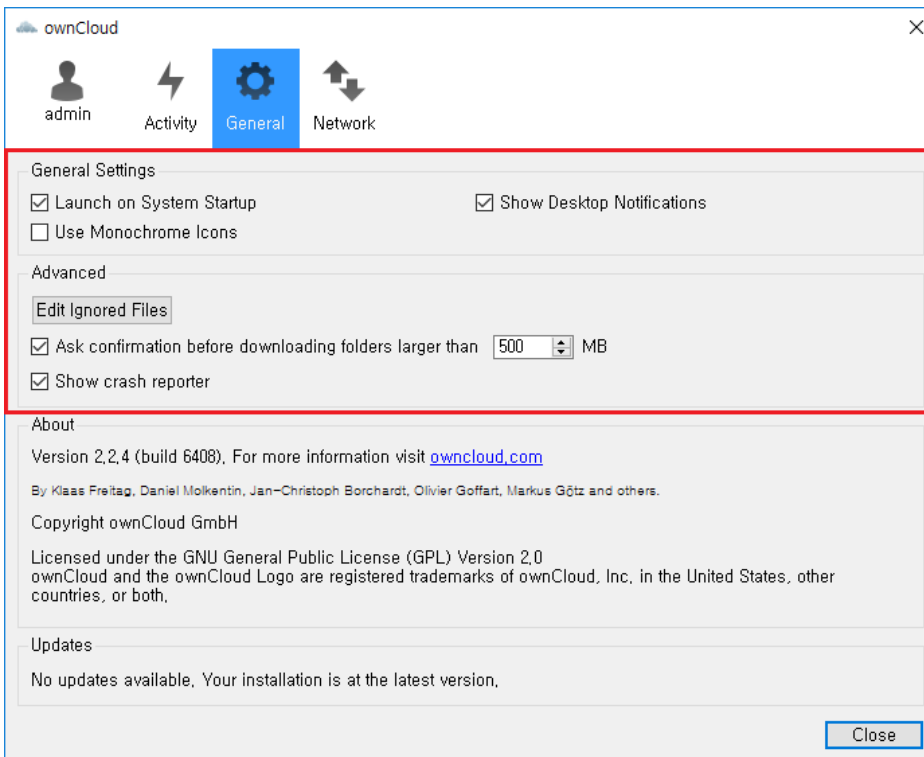 ownCloud
admin
Activity
General
Network
General Settings
Launch on System Startup
Show Desktop Notifications
Use Monochrome Icons
Advanced
Edit Ignored Files
Ask confirmation before downloading folders larger than 500 MB
Show crash reporter
About
Version 2.2.4 (build 6408). For more information visit owncloud.com
By Klaas Freitag, Daniel Molkentin, Jan-Christoph Borchardt, Olivier Goffart, Markus Götz and others.
Copyright ownCloud GmbH
Licensed under the GNU General Public License (GPL) Version 2.0
ownCloud and the ownCloud Logo are registered trademarks of ownCloud, Inc. in the United States, other
countries, or both.
Updates
No updates available. Your installation is at the latest version.
Close